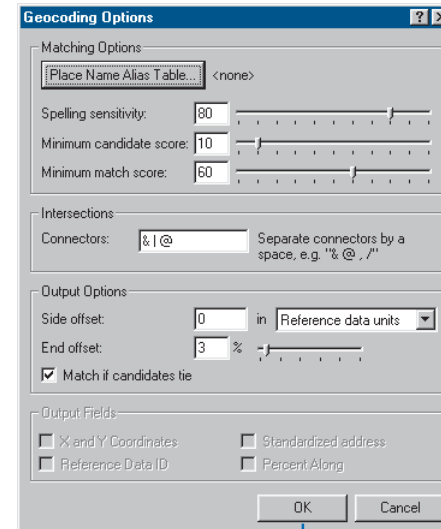 Geocoding Options
Matching Options
Place Name Alias Table... <none>
Spelling sensitivity: 80
Minimum candidate score: 10
Minimum match score: 60
Intersections
Connectors: & | @ Separate connectors by a
space, e.g. "& @ , /"
Output Options
Side offset: 0 in Reference data units
End offset: 3 %
Match if candidates tie
Output Fields
X and Y Coordinates Standardized address
Reference Data ID Percent Along
OK Cancel